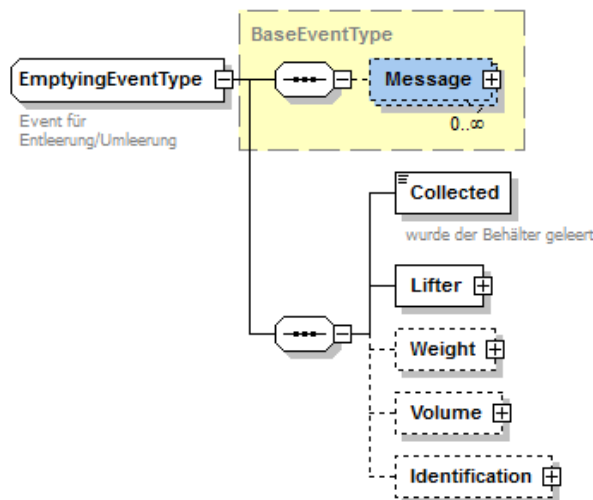 BaseEventType
EmptyingEventType
Message
Event für
Entleerung/Umleerung
0..∞
Collected
wurde der Behälter geleert
Lifter
Weight
Volume
Identification